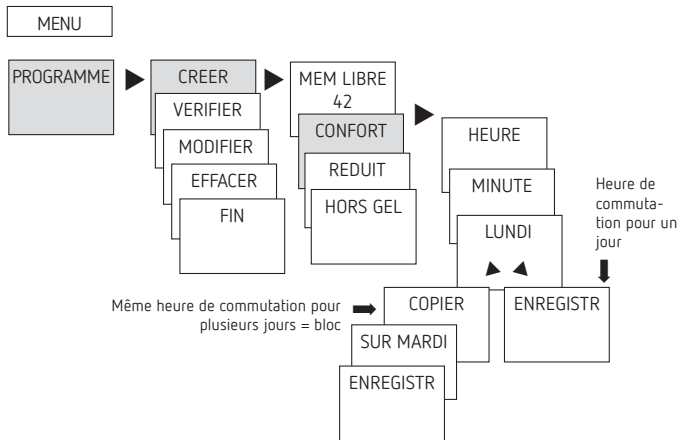 MENU
PROGRAMME
CREER
VERIFIER
MODIFIER
EFFACER
FIN
MEM LIBRE
42
CONFORT
REDUIT
HORS GEL
HEURE
MINUTE
LUNDI
Heure de
commuta-
tion pour un
jour
Même heure de commutation pour
plusieurs jours = bloc
COPIER
SUR MARDI
ENREGISTR
ENREGISTR